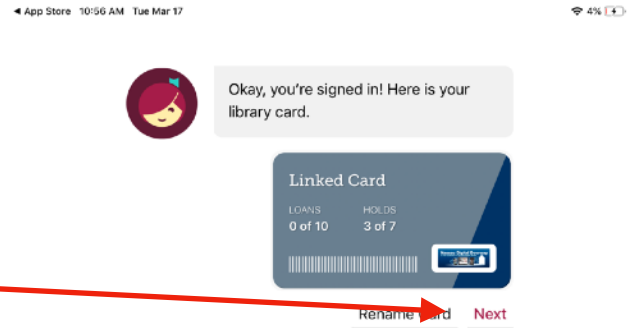 App Store 10:56 AM Tue Mar 17
4%
Okay, you're signed in! Here is your
library card.
Linked Card
LOANS HOLDS
0 of 10 3 of 7
Rename Card Next